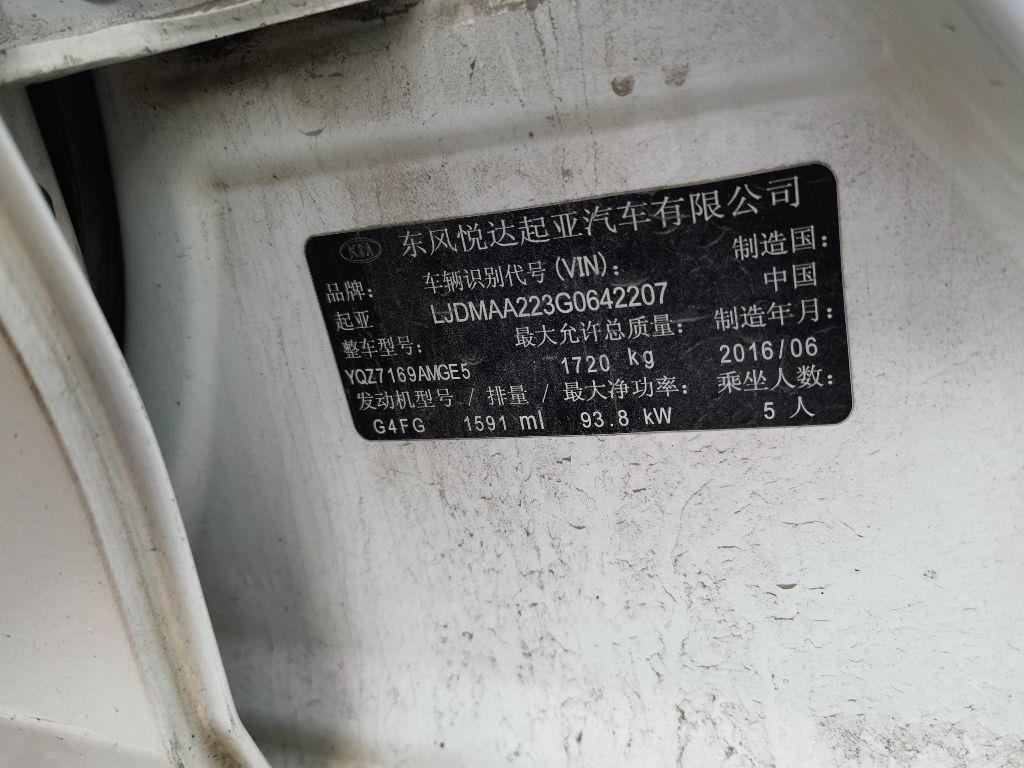 KIA 东风悦达起亚汽车有限公司
品牌: 车辆识别代号(VIN): 制造国:
起亚 LJDMAA223G0642207 中国
整车型号: 最大允许总质量: 制造年月:
YQZ7169AMGE5 1720 kg 2016/06
发动机型号 / 排量 / 最大净功率: 乘坐人数:
G4FG 1591 ml 93.8 kW 5 人